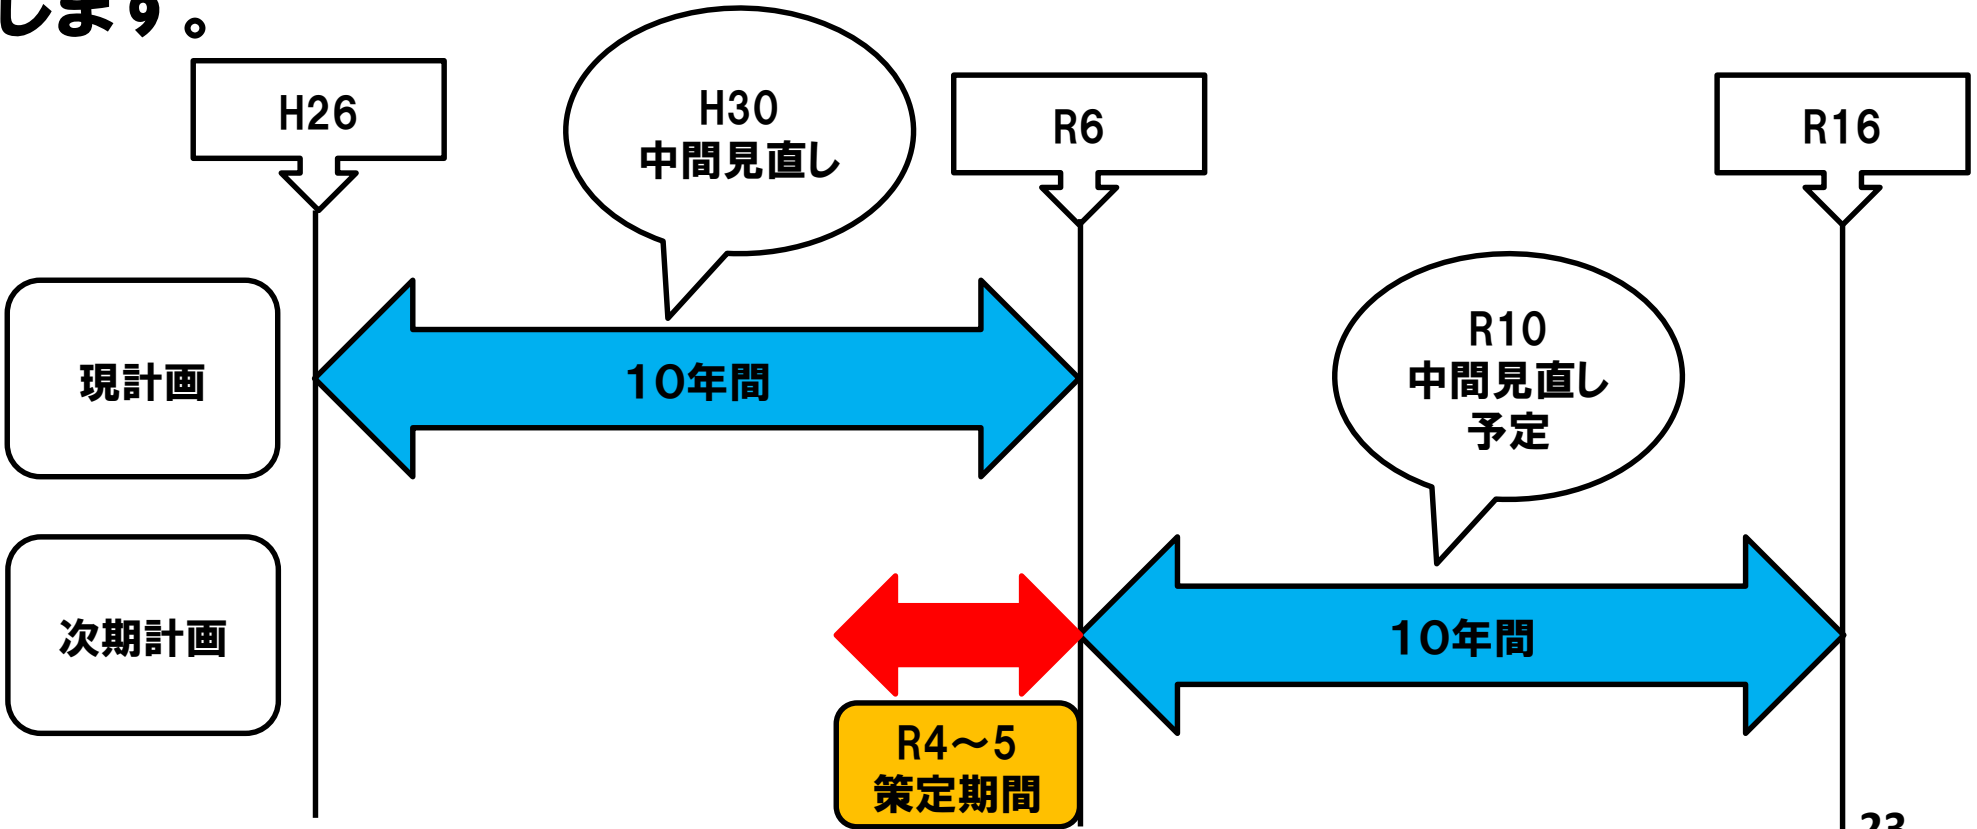 します。
H26
H30
中間見直し
R6
R16
現計画
10年間
R10
中間見直し
予定
次期計画
10年間
R4～5
策定期間
23